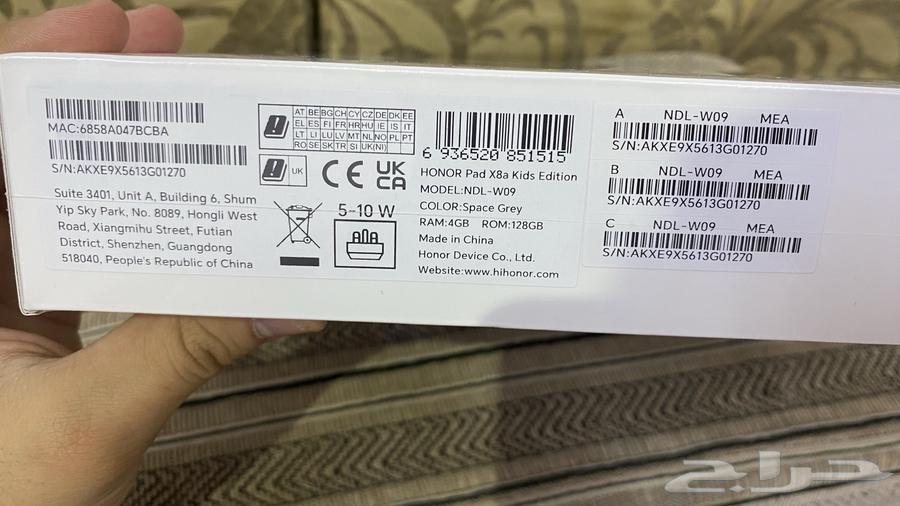 MAC:6858A047BCBA
S/N:AKXE9X5613G01270
Suite 3401, Unit A, Building 6, Shum
Yip Sky Park, No. 8089, Hongli West
Road, Xiangmihu Street, Futian
District, Shenzhen, Guangdong
518040, People's Republic of China
AT BE BG CH CY CZ DE DK EE
EL ES FI FR HR HU IE IS IT
LT LI LU LV MT NL NO PL PT
RO SE SK TR SI UK(NI)
UK
CE
UK
CA
5-10 W
6 936520 851515
HONOR Pad X8a Kids Edition
MODEL:NDL-W09
COLOR:Space Grey
RAM:4GB ROM:128GB
Made in China
Honor Device Co., Ltd.
Website:www.hihonor.com
A NDL-W09 MEA
S/N:AKXE9X5613G01270
B NDL-W09 MEA
S/N:AKXE9X5613G01270
C NDL-W09 MEA
S/N:AKXE9X5613G01270
حراج